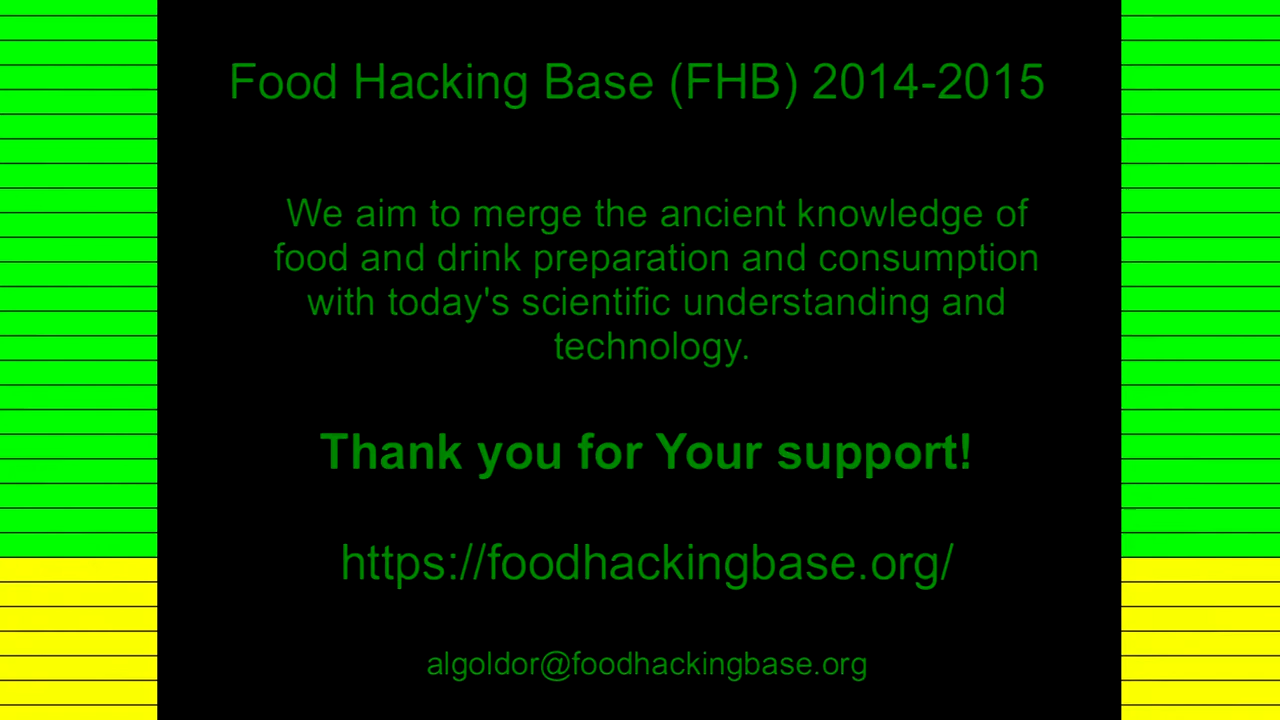 Food Hacking Base (FHB) 2014-2015
We aim to merge the ancient knowledge of
food and drink preparation and consumption
with today's scientific understanding and
technology.
Thank you for Your support!
https://foodhackingbase.org/
algoldor@foodhackingbase.org